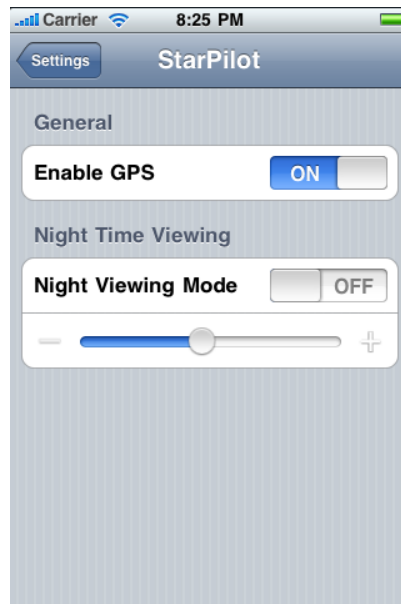 Carrier 8:25 PM
Settings StarPilot
General
Enable GPS ON
Night Time Viewing
Night Viewing Mode OFF